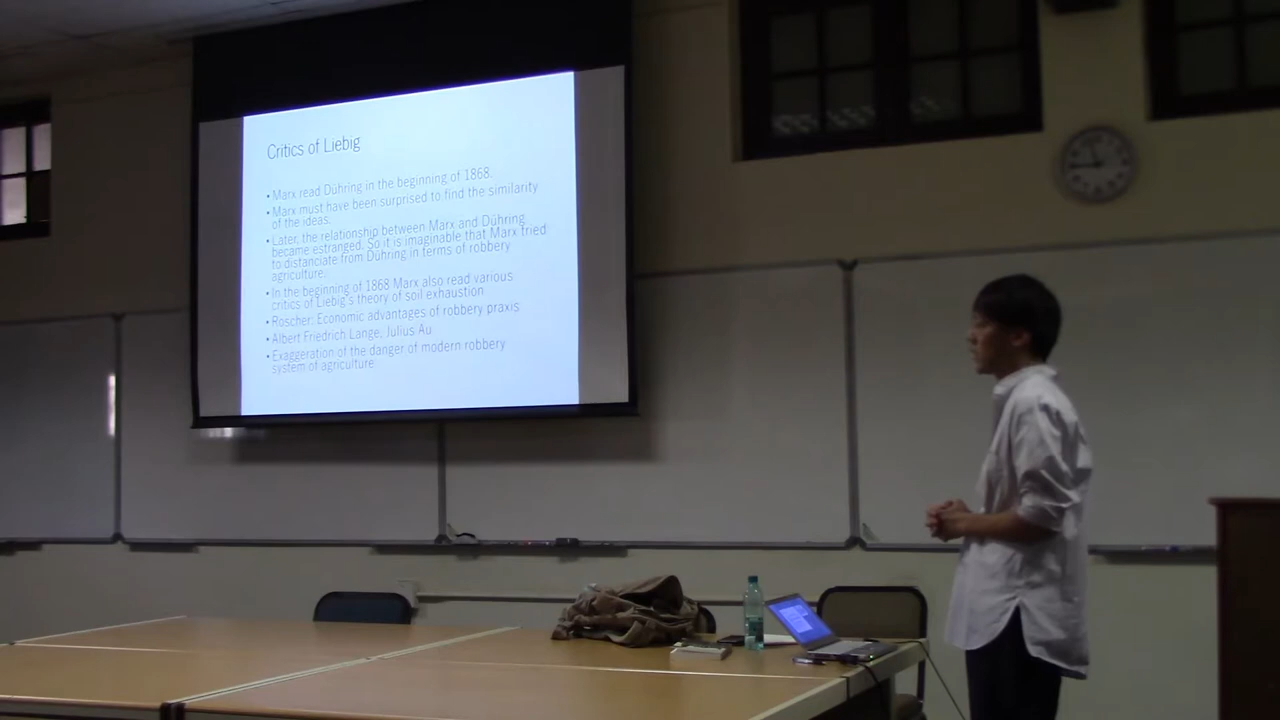 Critics of Liebig
• Marx read Dühring in the beginning of 1868.
• Marx must have been surprised to find the similarity
of the ideas.
• Later, the relationship between Marx and Dühring
became estranged. So it is imaginable that Marx tried
to distanciate from Dühring in terms of robbery
agriculture.
• In the beginning of 1868 Marx also read various
critics of Liebig's theory of soil exhaustion
• Roscher: Economic advantages of robbery praxis
• Albert Friedrich Lange, Julius Au
• Exaggeration of the danger of modern robbery
system of agriculture